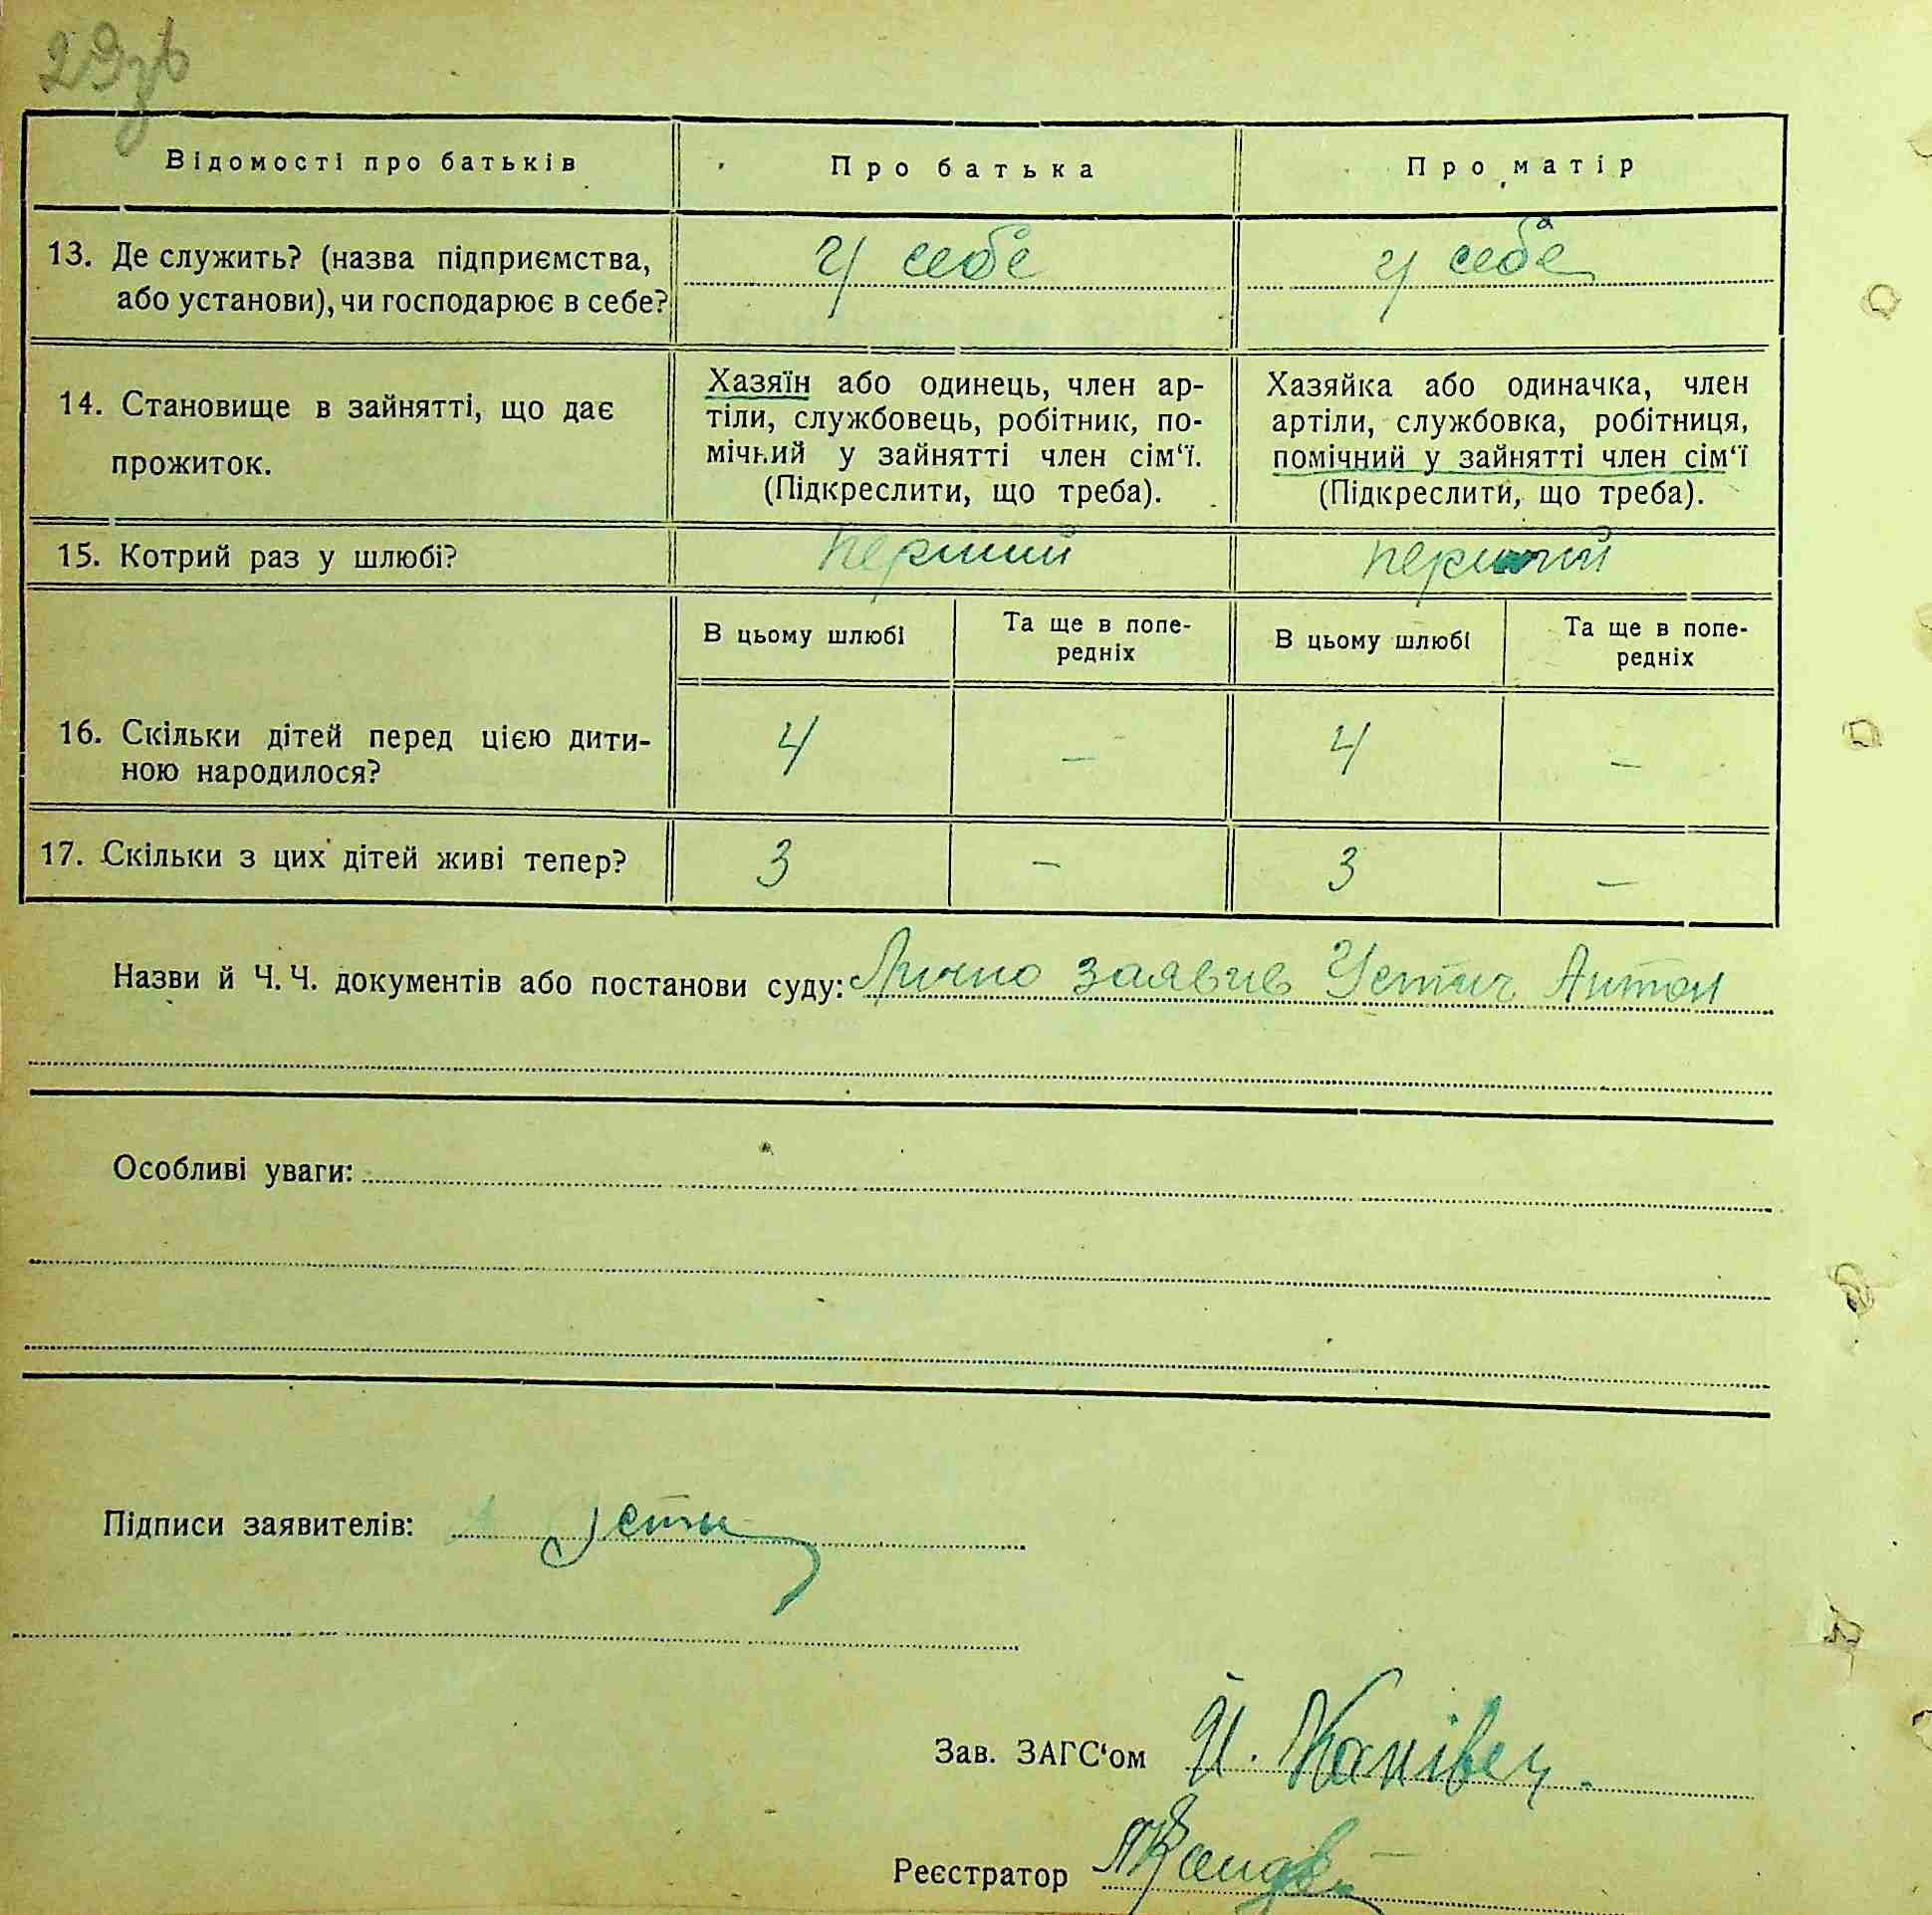 29зв
Відомості про батьків
Про батька
Про матір
13. Де служить? (назва підприємства,
або установи), чи господарює в себе?
у себе
у себе
14. Становище в зайнятті, що дає
прожиток.
Хазяїн або одинець, член ар-
тіли, службовець, робітник, по-
мічний у зайнятті член сім‘ї.
(Підкреслити, що треба).
Хазяйка або одиначка, член
артіли, службовка, робітниця,
помічний у зайнятті член сім‘ї
(Підкреслити, що треба).
15. Котрий раз у шлюбі?
перший
перший
В цьому шлюбі
Та ще в попе-
редніх
В цьому шлюбі
Та ще в попе-
редніх
16. Скільки дітей перед цією дити-
ною народилося?
4
–
4
–
17. Скільки з цих дітей живі тепер?
3
–
3
–
Назви й Ч. Ч. документів або постанови суду: Лично заявив Устич Антон
Особливі уваги:
Підписи заявителів:
Зав. ЗАГС‘ом Й. Канівец.
Реєстратор